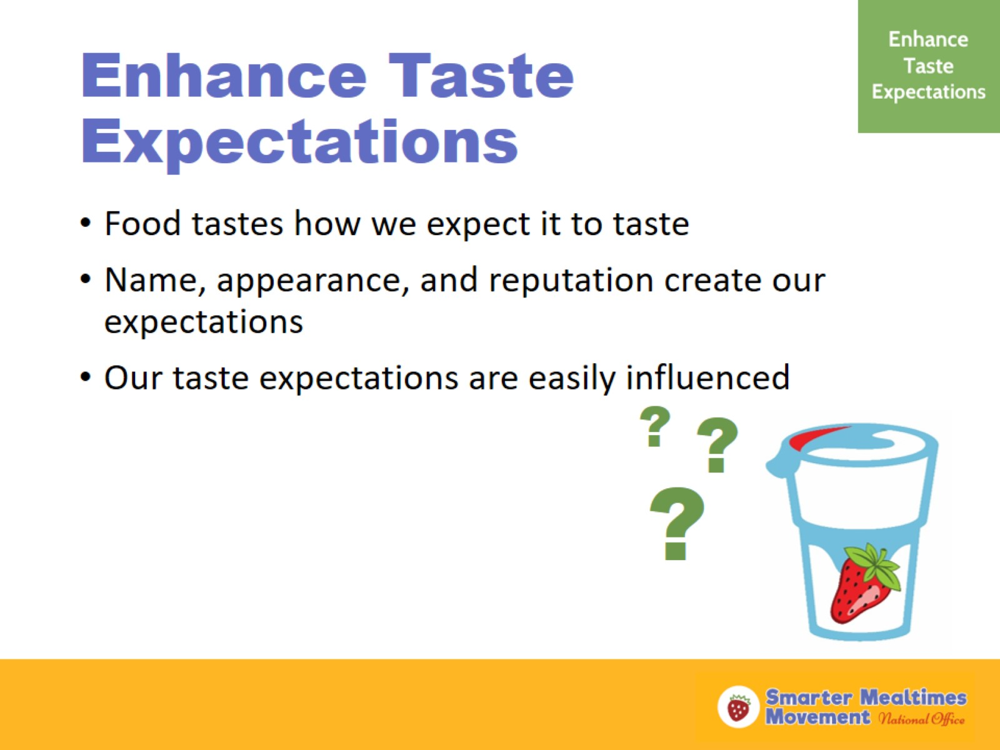 Enhance
Taste
Expectations
Enhance Taste
Expectations
• Food tastes how we expect it to taste
• Name, appearance, and reputation create our
expectations
• Our taste expectations are easily influenced
? ?
?
Smarter Mealtimes
Movement National Office